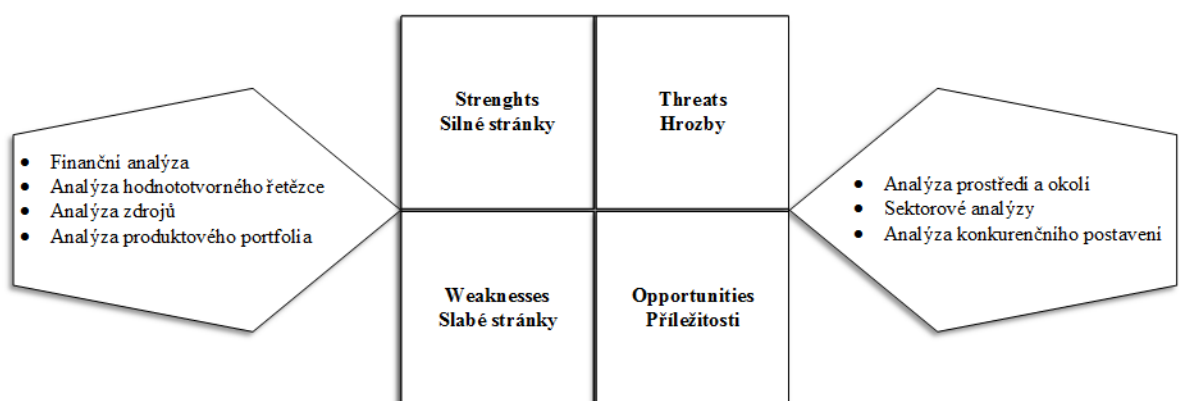 • Finanční analýza
• Analýza hodnototvorného řetězce
• Analýza zdrojů
• Analýza produktového portfolia
Strenghts
Silné stránky
Threats
Hrozby
Weaknesses
Slabé stránky
Opportunities
Příležitosti
• Analýza prostředí a okolí
• Sektorové analýzy
• Analýza konkurenčního postavení